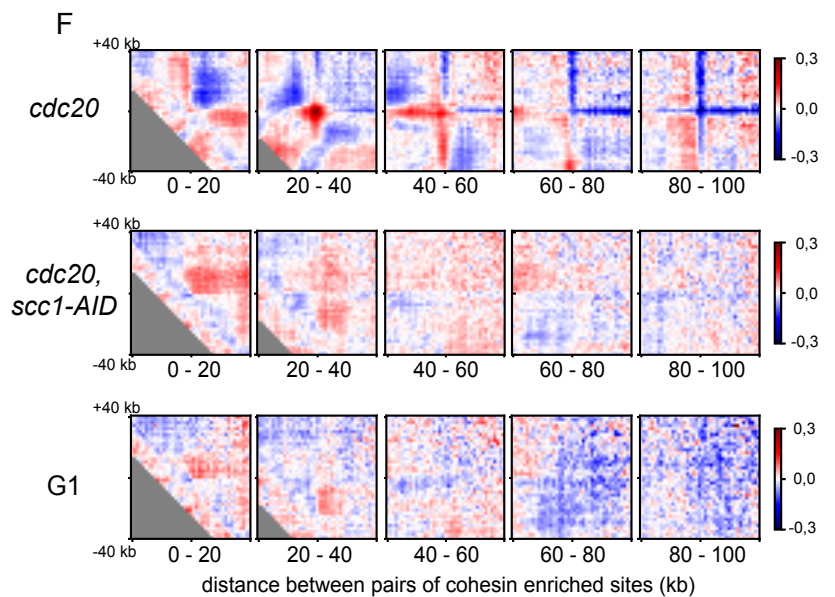 F
+40 kb
cdc20
-40 kb
0 - 20 20 - 40 40 - 60 60 - 80 80 - 100
0,3
0,0
-0,3
+40 kb
cdc20,
scc1-AID
-40 kb
0 - 20 20 - 40 40 - 60 60 - 80 80 - 100
0,3
0,0
-0,3
+40 kb
G1
-40 kb
0 - 20 20 - 40 40 - 60 60 - 80 80 - 100
0,3
0,0
-0,3
distance between pairs of cohesin enriched sites (kb)